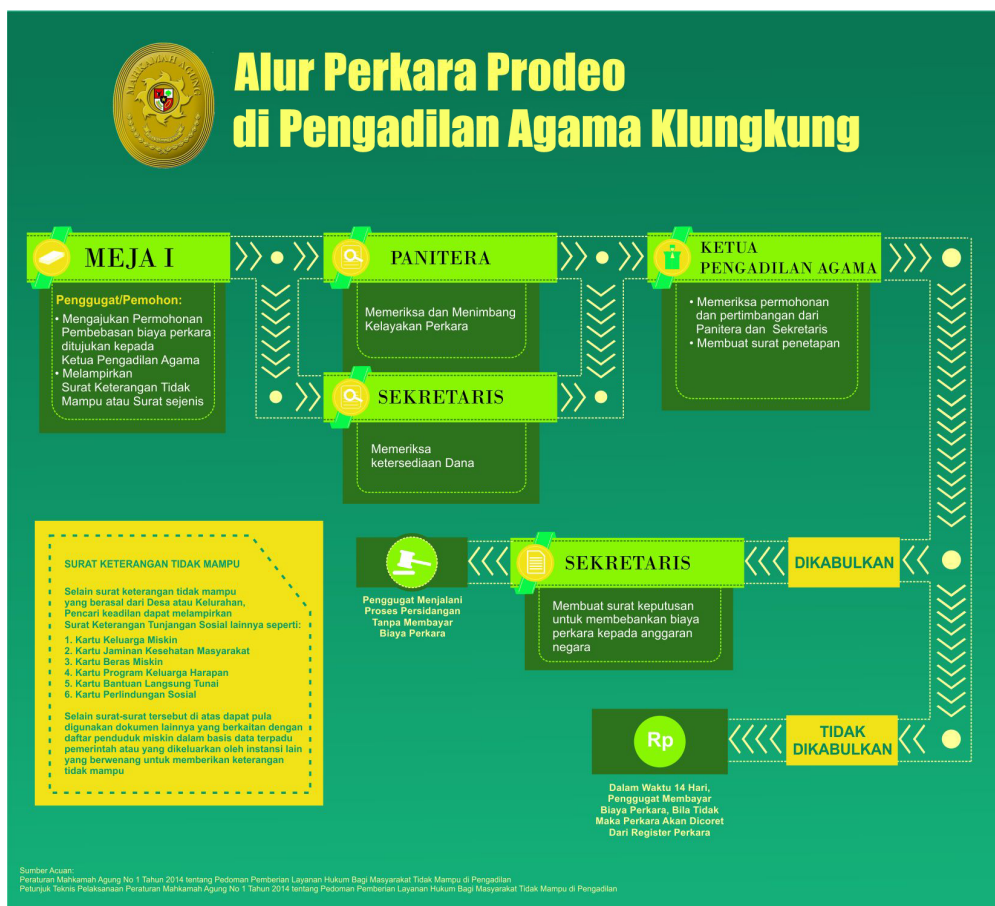 MAHKAMAH AGUNG
Alur Perkara Prodeo
di Pengadilan Agama Klungkung
MEJA I
Penggugat/Pemohon:
• Mengajukan Permohonan
Pembebasan biaya perkara
ditujukan kepada
Ketua Pengadilan Agama
• Melampirkan
Surat Keterangan Tidak
Mampu atau Surat sejenis
PANITERA
Memeriksa dan Menimbang
Kelayakan Perkara
SEKRETARIS
Memeriksa
ketersediaan Dana
KETUA
PENGADILAN AGAMA
• Memeriksa permohonan
dan pertimbangan dari
Panitera dan Sekretaris
• Membuat surat penetapan
DIKABULKAN
SEKRETARIS
Membuat surat keputusan
untuk membebankan biaya
perkara kepada anggaran
negara
Penggugat Menjalani
Proses Persidangan
Tanpa Membayar
Biaya Perkara
TIDAK
DIKABULKAN
Rp
Dalam Waktu 14 Hari,
Penggugat Membayar
Biaya Perkara, Bila Tidak
Maka Perkara Akan Dicoret
Dari Register Perkara
SURAT KETERANGAN TIDAK MAMPU
Selain surat keterangan tidak mampu
yang berasal dari Desa atau Kelurahan,
Pencari keadilan dapat melampirkan
Surat Keterangan Tunjangan Sosial lainnya seperti:
1. Kartu Keluarga Miskin
2. Kartu Jaminan Kesehatan Masyarakat
3. Kartu Beras Miskin
4. Kartu Program Keluarga Harapan
5. Kartu Bantuan Langsung Tunai
6. Kartu Perlindungan Sosial
Selain surat-surat tersebut di atas dapat pula
digunakan dokumen lainnya yang berkaitan dengan
daftar penduduk miskin dalam basis data terpadu
pemerintah atau yang dikeluarkan oleh instansi lain
yang berwenang untuk memberikan keterangan
tidak mampu
Sumber Acuan:
Peraturan Mahkamah Agung No 1 Tahun 2014 tentang Pedoman Pemberian Layanan Hukum Bagi Masyarakat Tidak Mampu di Pengadilan
Petunjuk Teknis Pelaksanaan Peraturan Mahkamah Agung No 1 Tahun 2014 tentang Pedoman Pemberian Layanan Hukum Bagi Masyarakat Tidak Mampu di Pengadilan